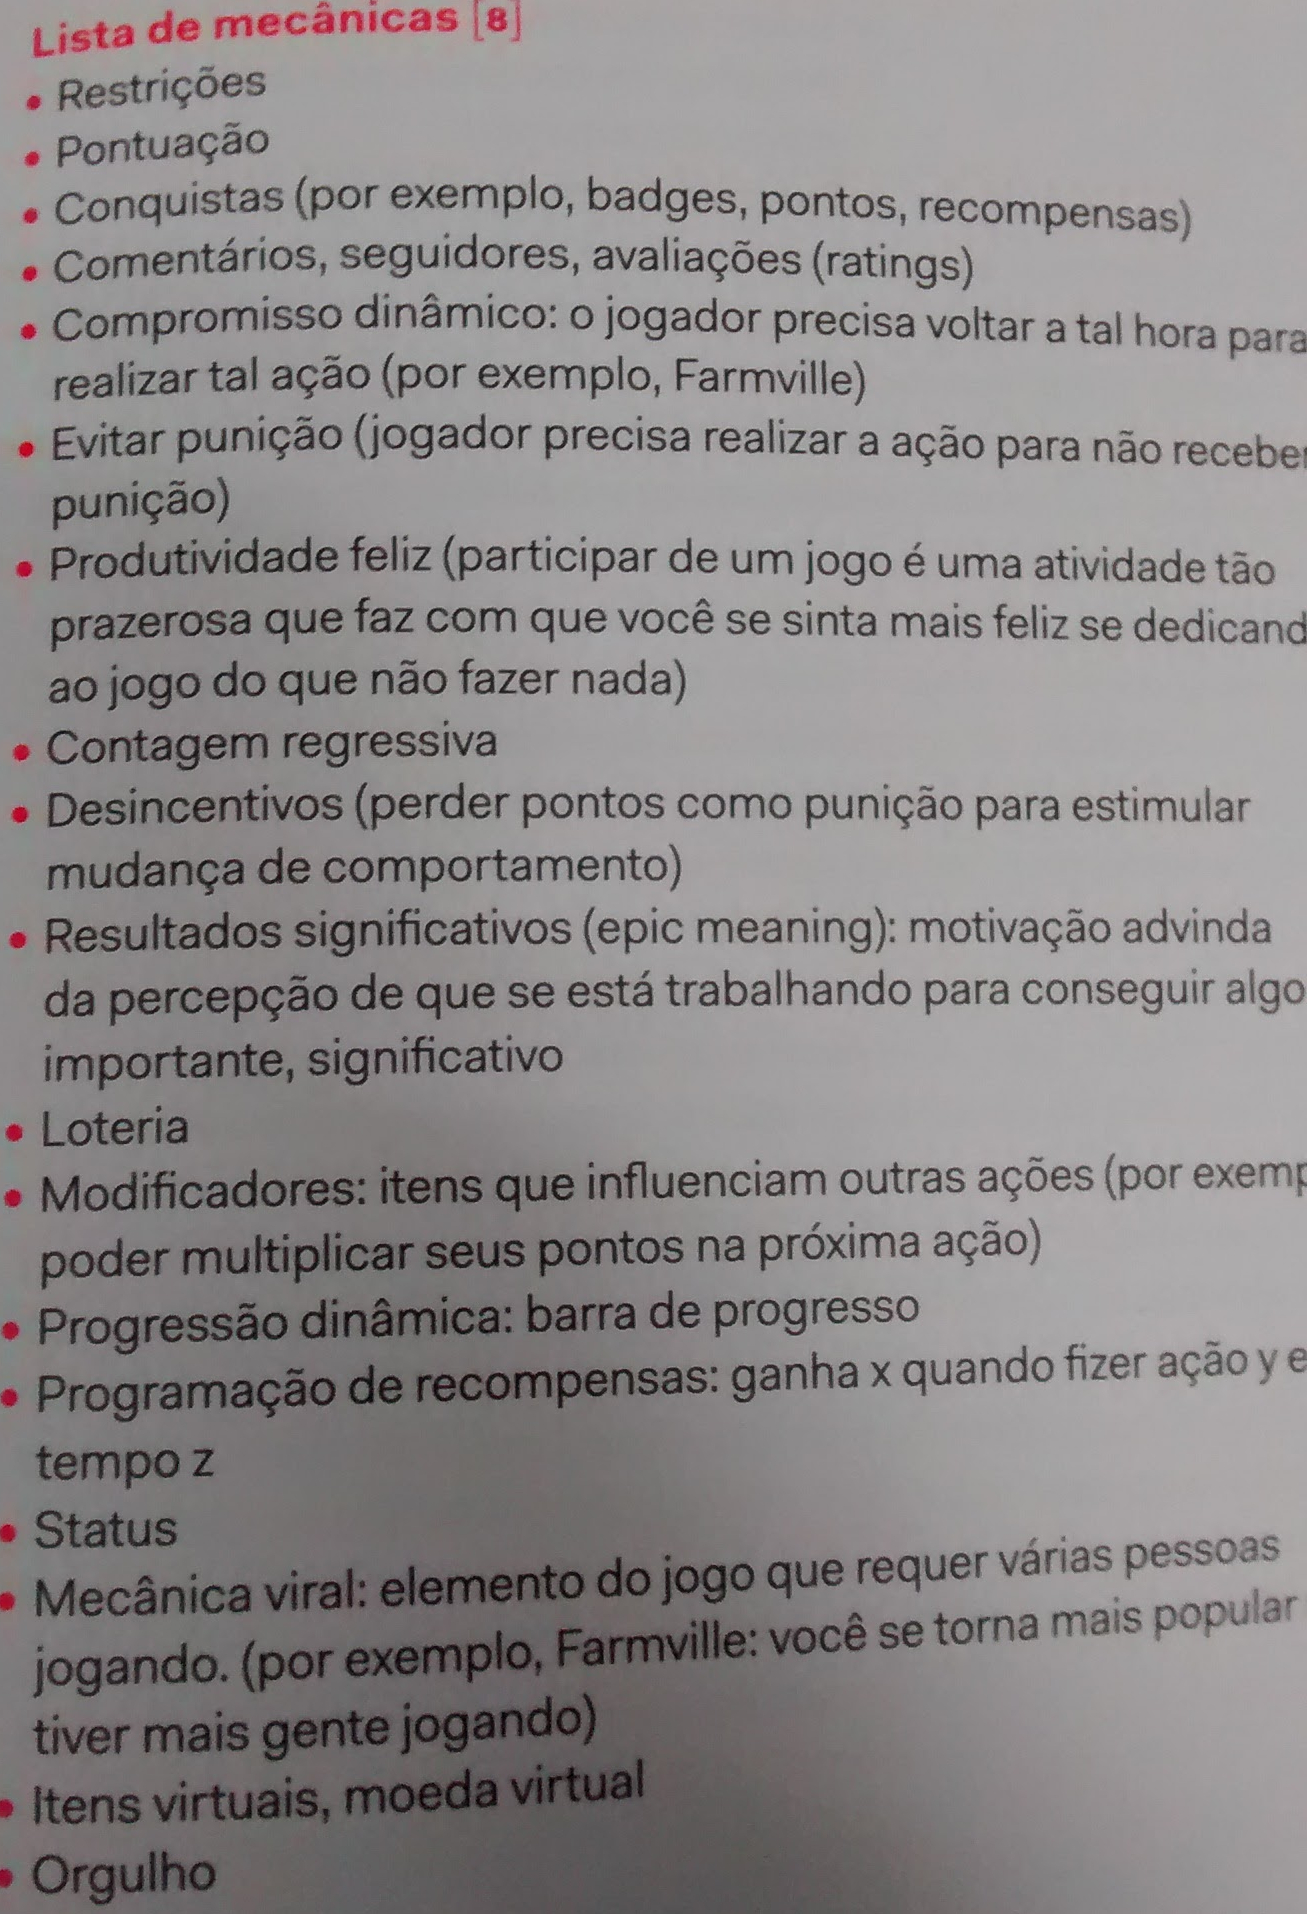 Lista de mecânicas [8]
• Restrições
• Pontuação
• Conquistas (por exemplo, badges, pontos, recompensas)
• Comentários, seguidores, avaliações (ratings)
• Compromisso dinâmico: o jogador precisa voltar a tal hora para
realizar tal ação (por exemplo, Farmville)
• Evitar punição (jogador precisa realizar a ação para não receber
punição)
• Produtividade feliz (participar de um jogo é uma atividade tão
prazerosa que faz com que você se sinta mais feliz se dedicand
ao jogo do que não fazer nada)
• Contagem regressiva
• Desincentivos (perder pontos como punição para estimular
mudança de comportamento)
• Resultados significativos (epic meaning): motivação advinda
da percepção de que se está trabalhando para conseguir algo
importante, significativo
• Loteria
• Modificadores: itens que influenciam outras ações (por exemp
poder multiplicar seus pontos na próxima ação)
• Progressão dinâmica: barra de progresso
• Programação de recompensas: ganha x quando fizer ação y e
tempo z
• Status
• Mecânica viral: elemento do jogo que requer várias pessoas
jogando. (por exemplo, Farmville: você se torna mais popular
tiver mais gente jogando)
• Itens virtuais, moeda virtual
• Orgulho